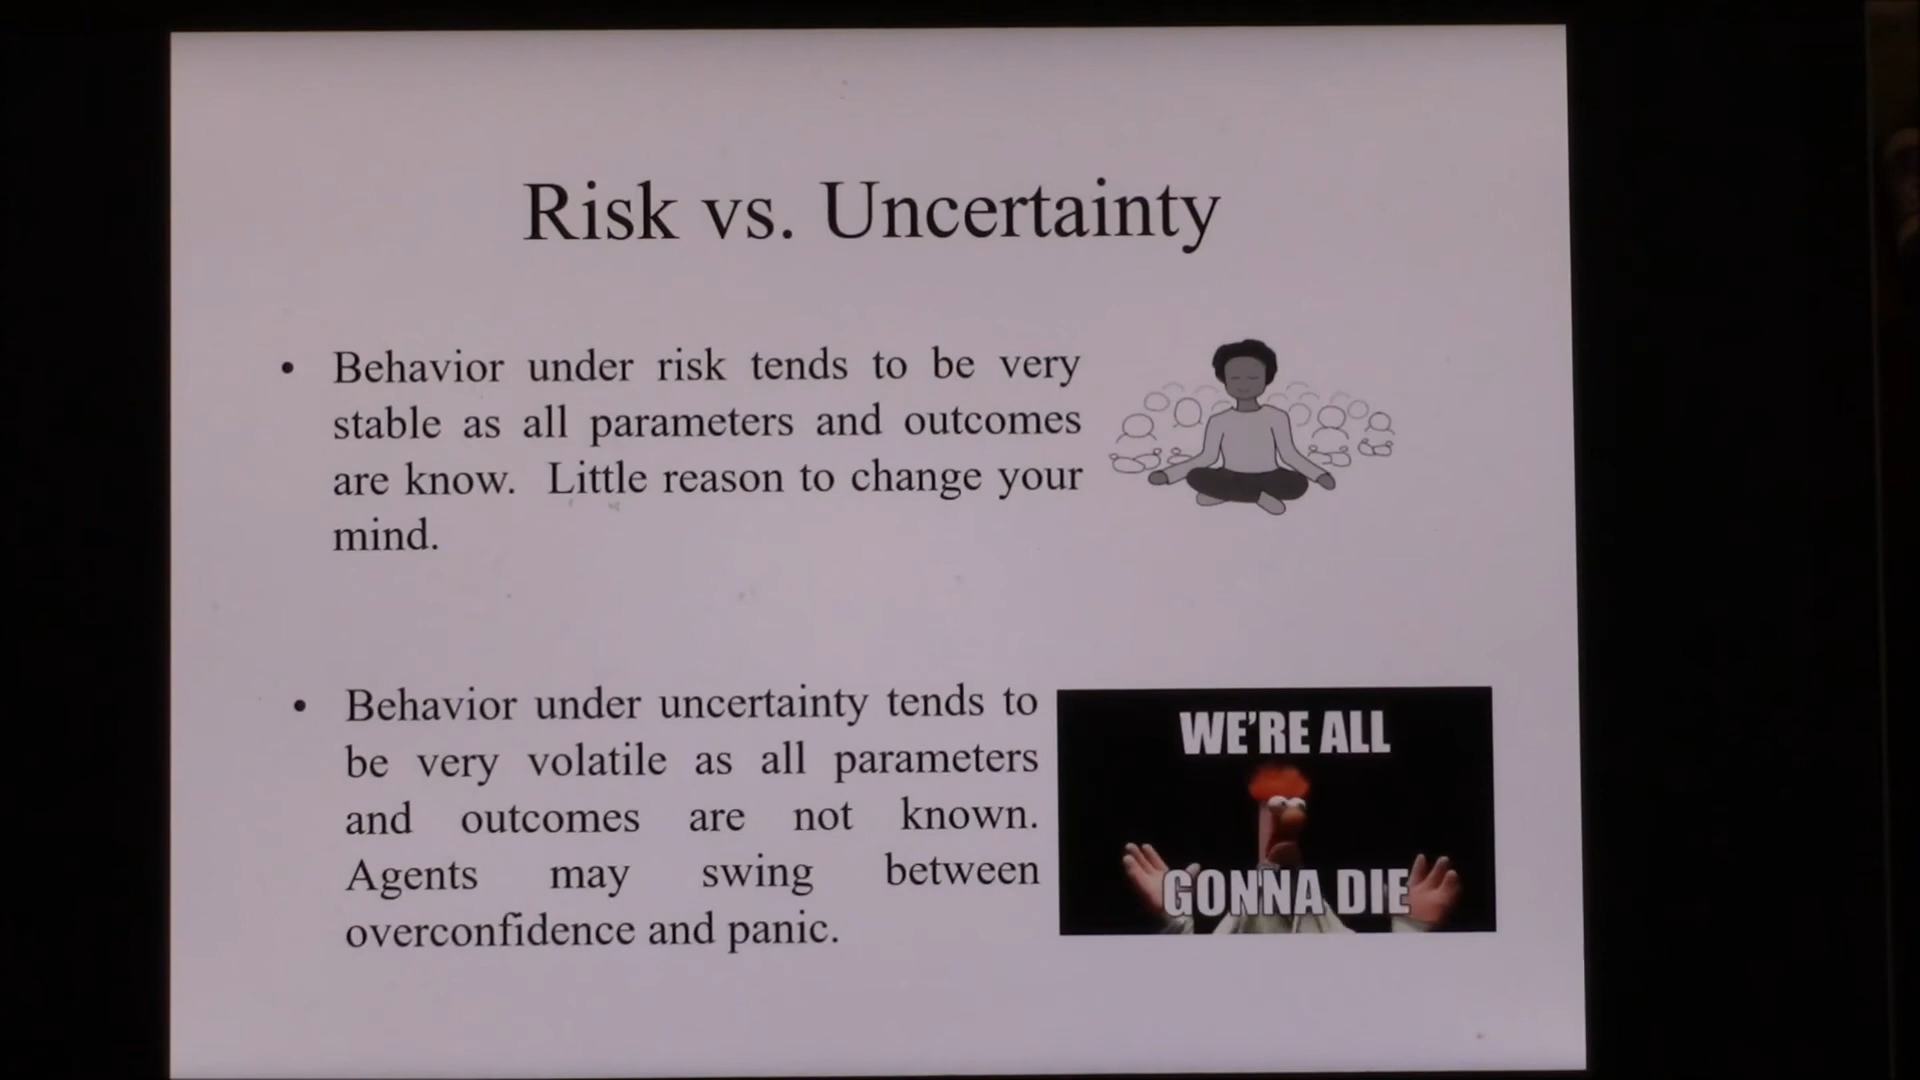 Risk vs. Uncertainty
• Behavior under risk tends to be very
stable as all parameters and outcomes
are know. Little reason to change your
mind.
• Behavior under uncertainty tends to
be very volatile as all parameters
and outcomes are not known.
Agents may swing between
overconfidence and panic.
WE'RE ALL
GONNA DIE